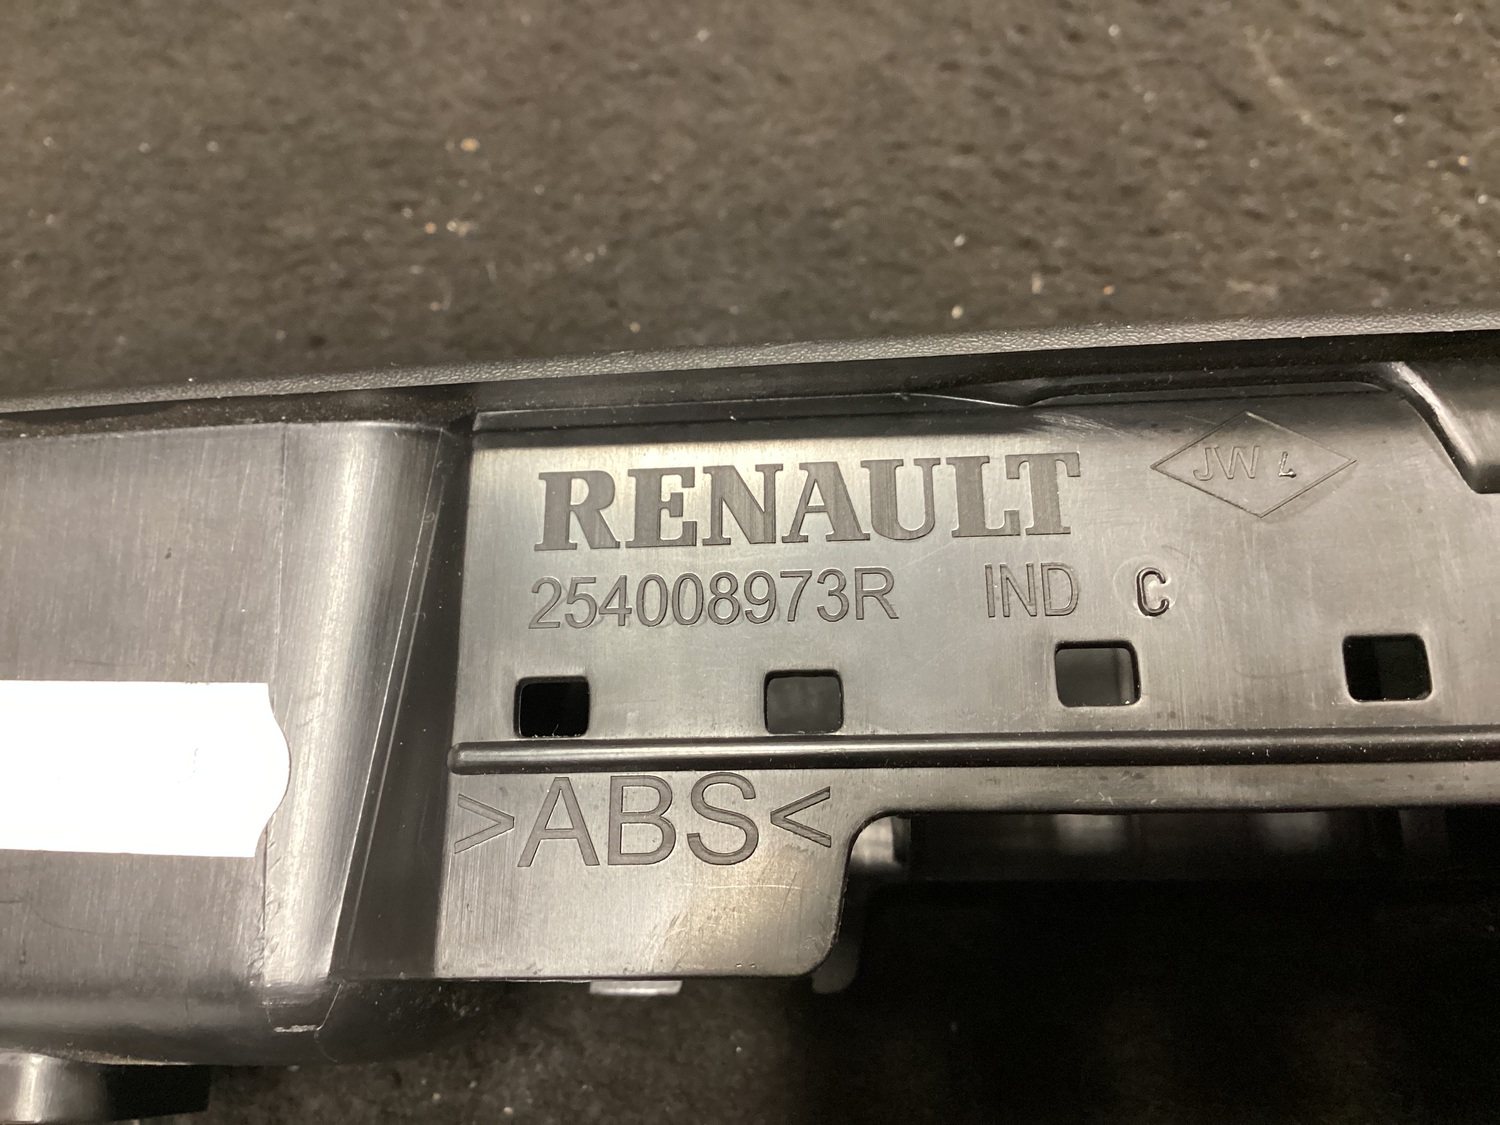 RENAULT
JW L
254008973R IND C
>ABS<